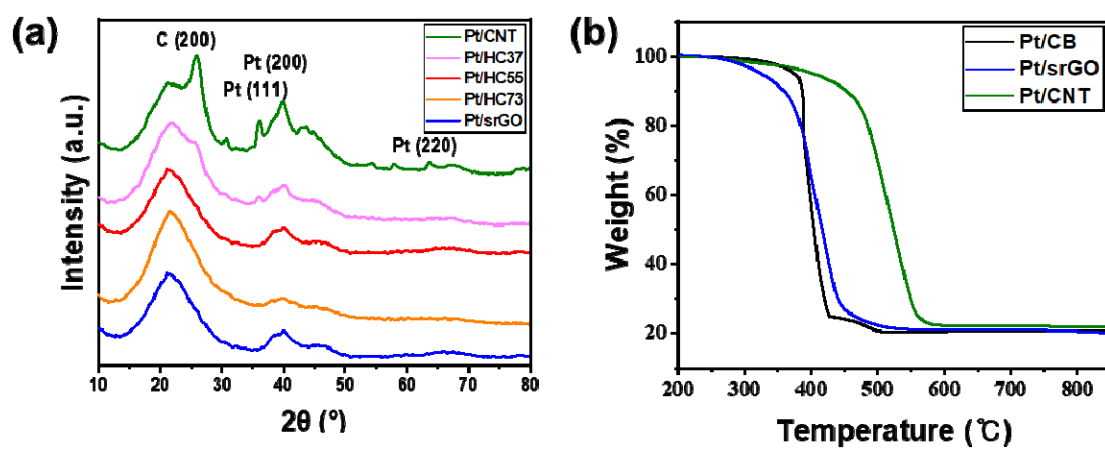 (a)
C (200)
Pt (200)
Pt (111)
Pt (220)
Pt/CNT
Pt/HC37
Pt/HC55
Pt/HC73
Pt/srGO
Intensity (a.u.)
10 20 30 40 50 60 70 80
2θ (°)
(b)
Pt/CB
Pt/srGO
Pt/CNT
Weight (%)
100
80
60
40
20
200 300 400 500 600 700 800
Temperature (℃)